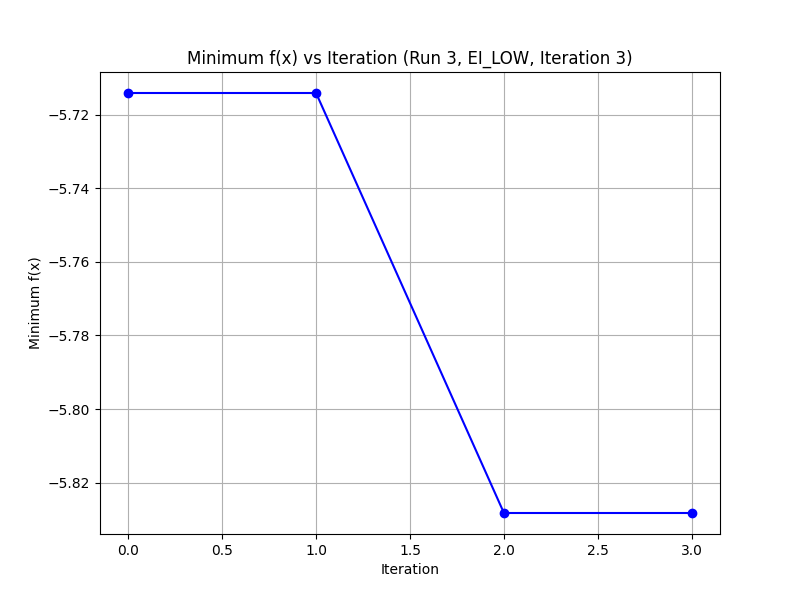 Minimum f(x) vs Iteration (Run 3, EI_LOW, Iteration 3)
−5.72
−5.74
−5.76
−5.78
−5.80
−5.82
Minimum f(x)
0.0 0.5 1.0 1.5 2.0 2.5 3.0
Iteration